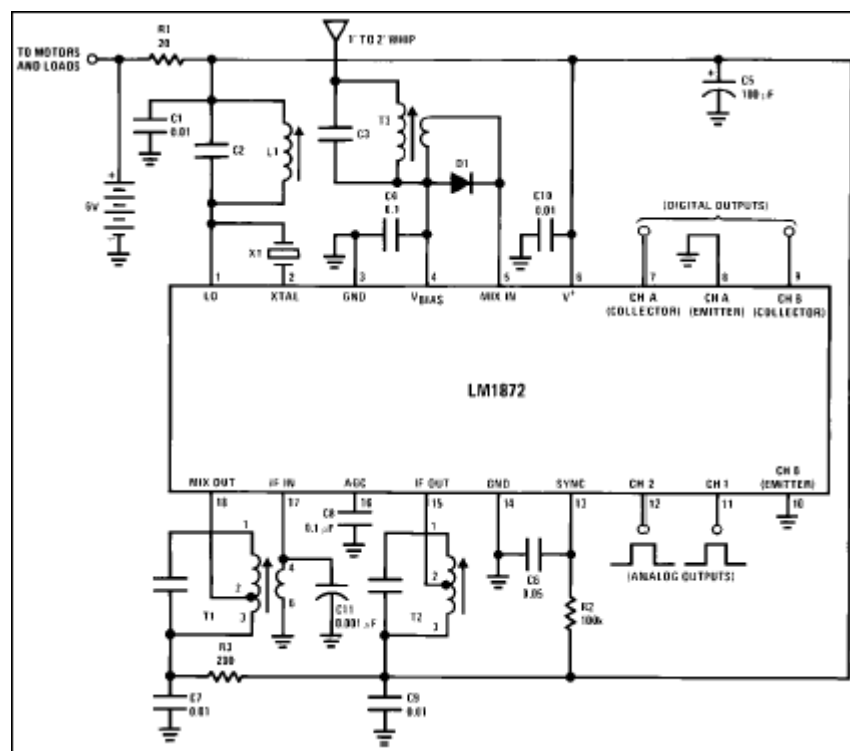 TO MOTORS
AND LOADS
R1
20
1' TO 2' WHIP
C1
0.01
C2
L1
C3
T3
D1
C5
100 µF
6V
X1
C4
0.1
C10
0.01
(DIGITAL OUTPUTS)
1
2
3
4
5
6
7
8
9
LO
XTAL
GND
VBIAS
MIX IN
V+
CH A
(COLLECTOR)
CH A
(EMITTER)
CH B
(COLLECTOR)
LM1872
MIX OUT
IF IN
AGC
IF OUT
GND
SYNC
CH 2
CH 1
CH B
(EMITTER)
18
17
16
15
14
13
12
11
10
C8
0.1 µF
1
2
3
T1
4
6
C11
0.001 µF
1
2
3
T2
C6
0.05
R2
100k
(ANALOG OUTPUTS)
R3
200
C7
0.01
C9
0.01